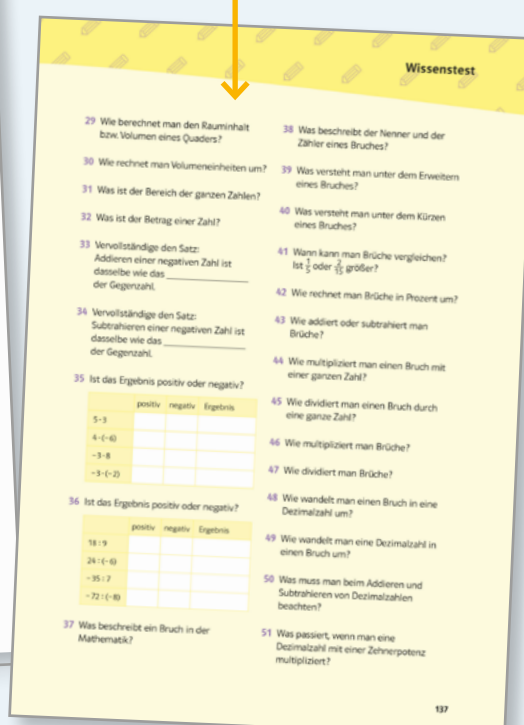 Wissenstest
29 Wie berechnet man den Rauminhalt
bzw. Volumen eines Quaders?
30 Wie rechnet man Volumeneinheiten um?
31 Was ist der Bereich der ganzen Zahlen?
32 Was ist der Betrag einer Zahl?
33 Vervollständige den Satz:
Addieren einer negativen Zahl ist
dasselbe wie das ____________
der Gegenzahl.
34 Vervollständige den Satz:
Subtrahieren einer negativen Zahl ist
dasselbe wie das ____________
der Gegenzahl.
35 Ist das Ergebnis positiv oder negativ?
positiv negativ Ergebnis
5·3
4·(−6)
−3·8
−3·(−2)
36 Ist das Ergebnis positiv oder negativ?
positiv negativ Ergebnis
18:9
24:(−6)
−35:7
−72:(−8)
37 Was beschreibt ein Bruch in der
Mathematik?
38 Was beschreibt der Nenner und der
Zähler eines Bruches?
39 Was versteht man unter dem Erweitern
eines Bruches?
40 Was versteht man unter dem Kürzen
eines Bruches?
41 Wann kann man Brüche vergleichen?
Ist oder größer?
42 Wie rechnet man Brüche in Prozent um?
43 Wie addiert oder subtrahiert man
Brüche?
44 Wie multipliziert man einen Bruch mit
einer ganzen Zahl?
45 Wie dividiert man einen Bruch durch
eine ganze Zahl?
46 Wie multipliziert man Brüche?
47 Wie dividiert man Brüche?
48 Wie wandelt man einen Bruch in eine
Dezimalzahl um?
49 Wie wandelt man eine Dezimalzahl in
einen Bruch um?
50 Was muss man beim Addieren und
Subtrahieren von Dezimalzahlen
beachten?
51 Was passiert, wenn man eine
Dezimalzahl mit einer Zehnerpotenz
multipliziert?
137